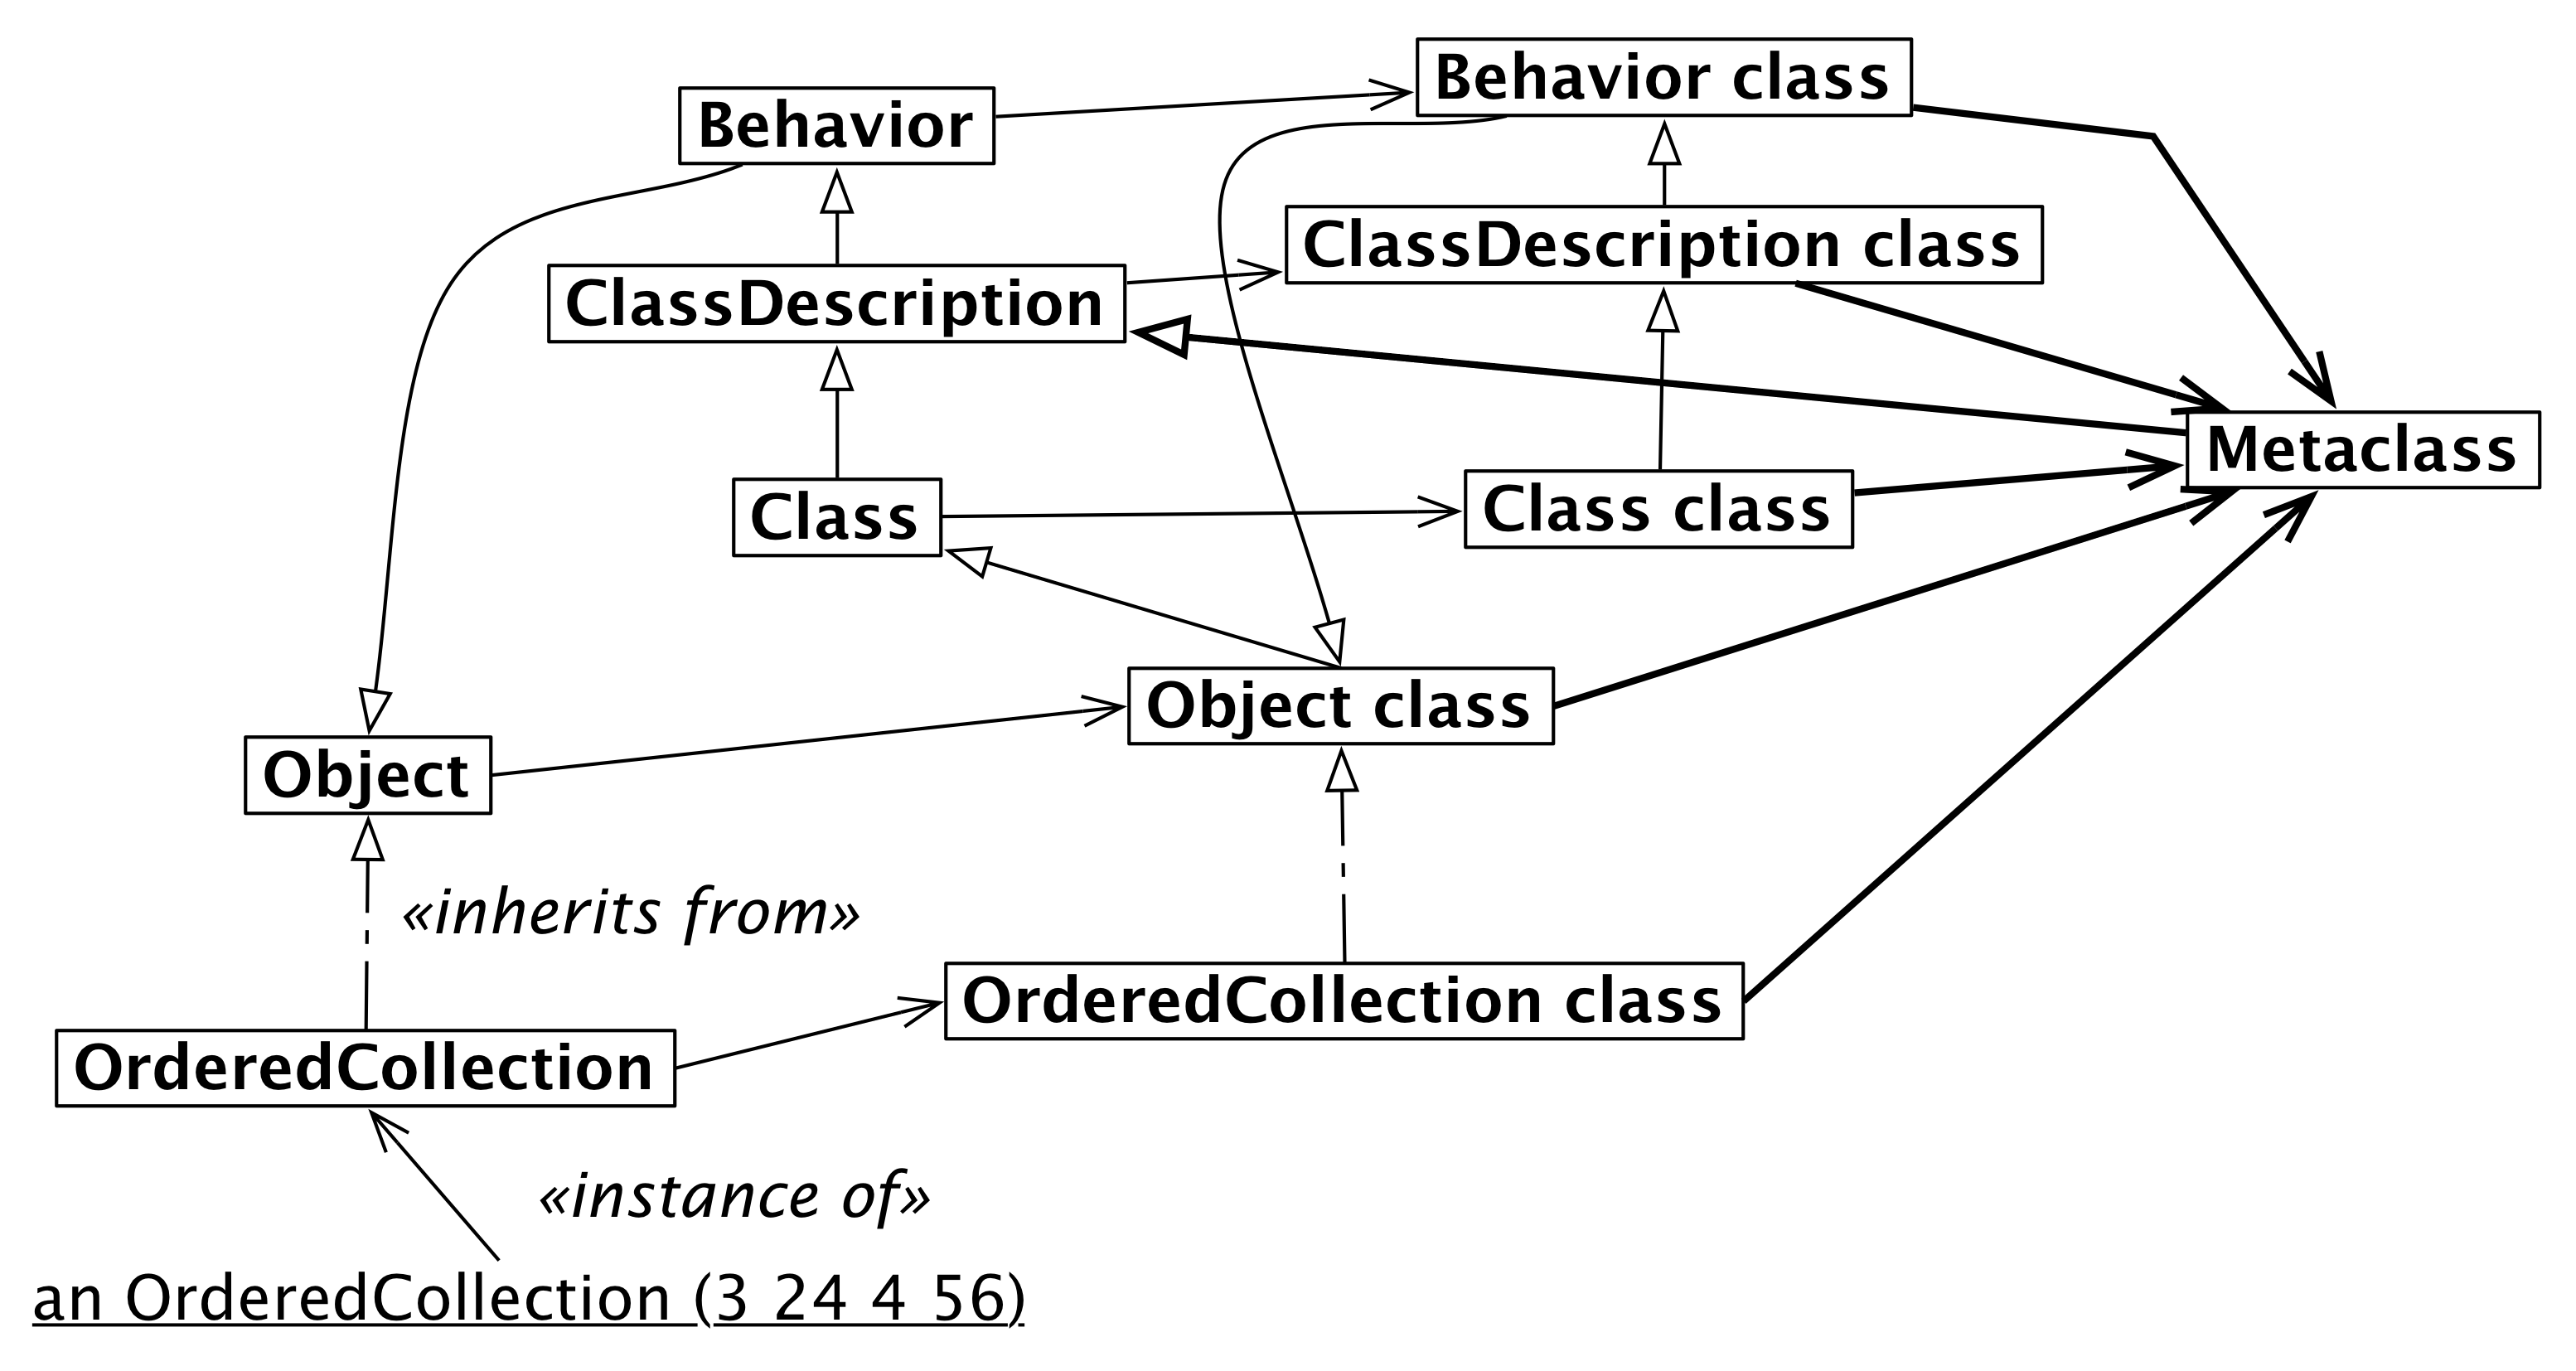 Behavior class
Behavior
ClassDescription class
ClassDescription
Metaclass
Class class
Class
Object class
Object
«inherits from»
OrderedCollection class
OrderedCollection
«instance of»
an OrderedCollection (3 24 4 56)